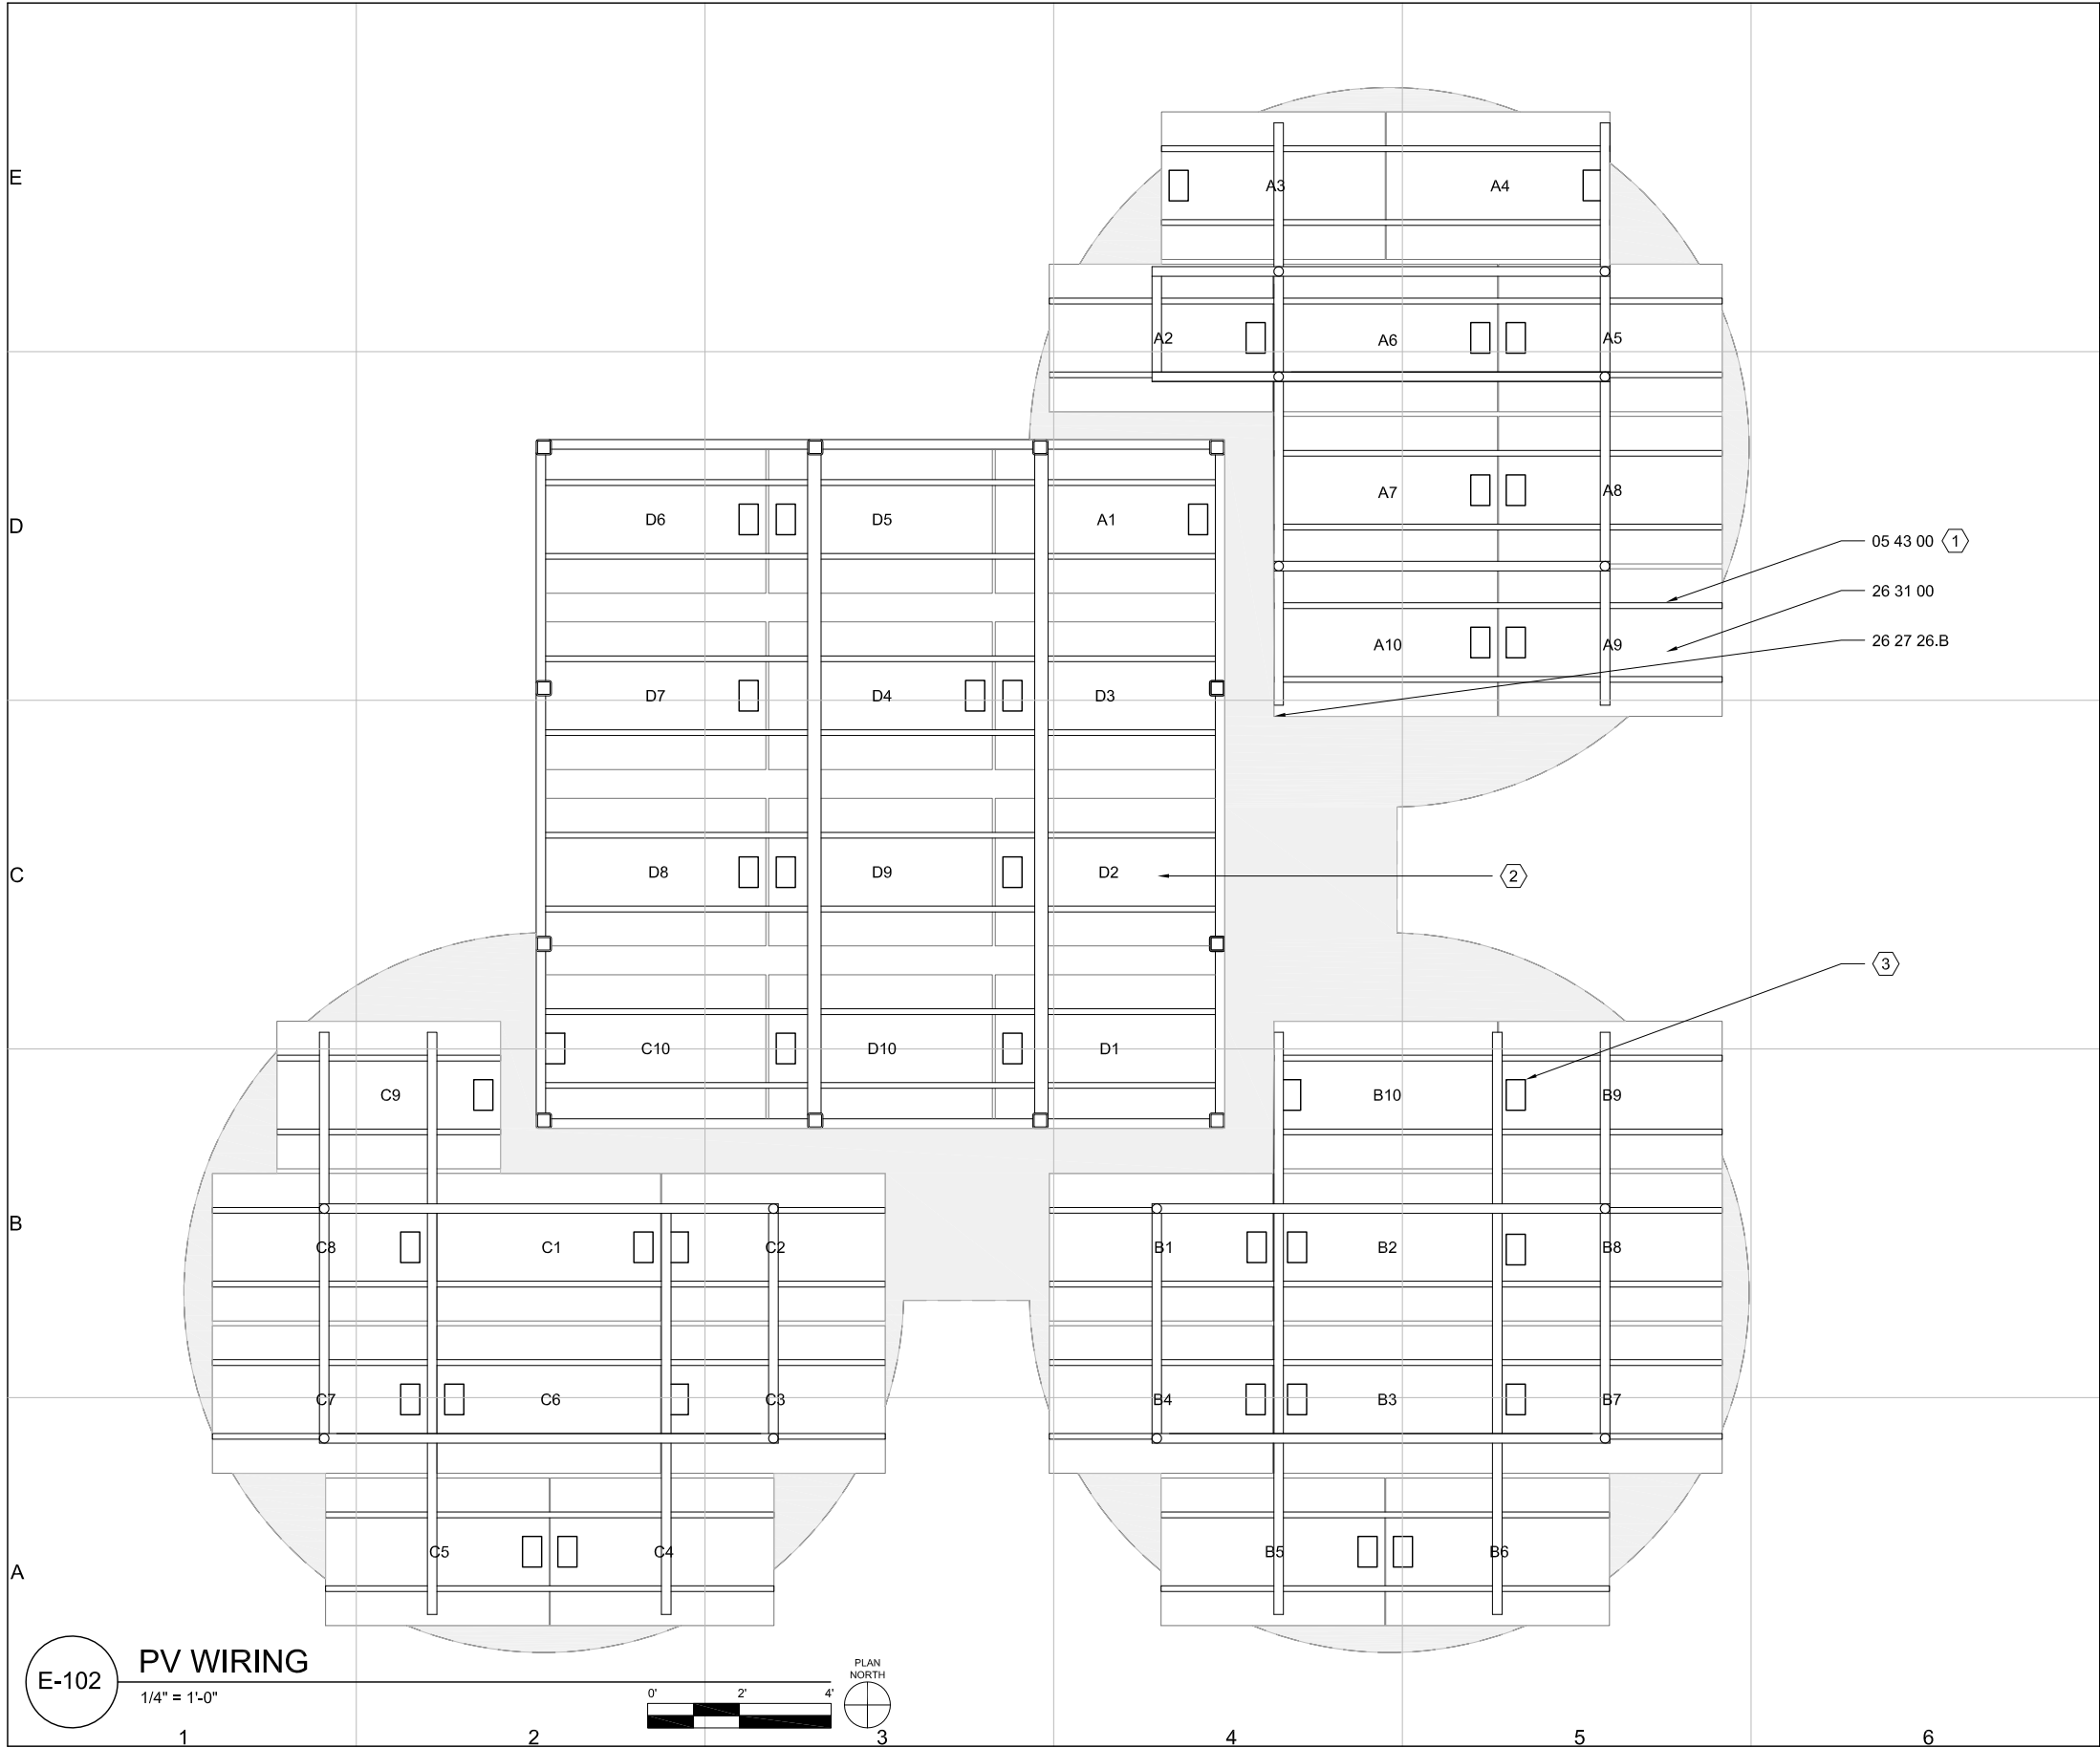 E
A3
A4
A2
A6
A5
D
D6
D5
A1
A7
A8
05 43 00 1
26 31 00
26 27 26.B
A10
A9
D7
D4
D3
C
D8
D9
D2
2
3
C10
D10
D1
C9
B10
B9
B
C8
C1
C2
B1
B2
B8
C7
C6
C3
B4
B3
B7
A
C5
C4
B5
B6
E-102
PV WIRING
1/4" = 1'-0"
0' 2' 4'
PLAN
NORTH
1 2 3 4 5 6